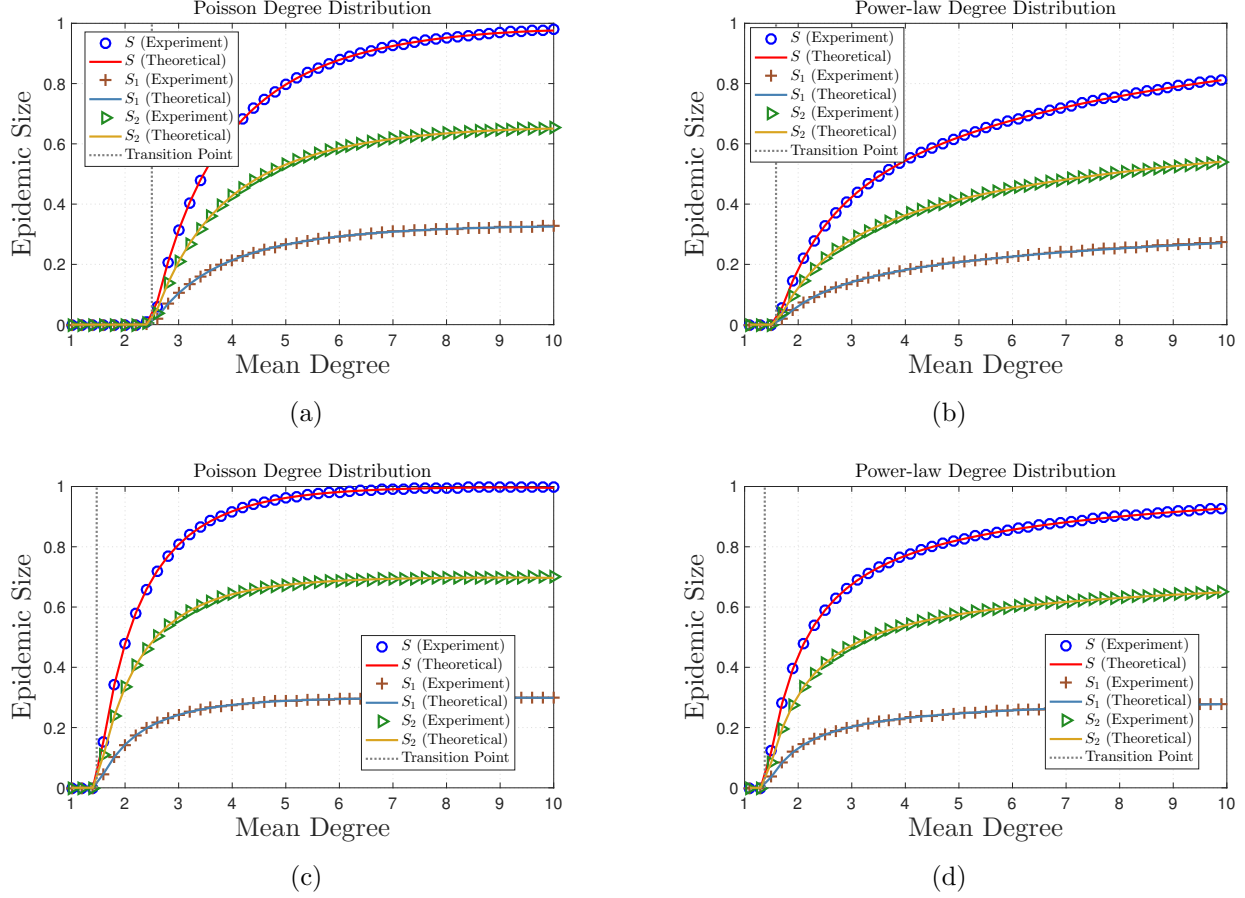 Poisson Degree Distribution
1
0.8
0.6
0.4
0.2
0
Epidemic Size
S (Experiment)
S (Theoretical)
S1 (Experiment)
S1 (Theoretical)
S2 (Experiment)
S2 (Theoretical)
Transition Point
1 2 3 4 5 6 7 8 9 10
Mean Degree
(a)
Power-law Degree Distribution
1
0.8
0.6
0.4
0.2
0
Epidemic Size
S (Experiment)
S (Theoretical)
S1 (Experiment)
S1 (Theoretical)
S2 (Experiment)
S2 (Theoretical)
Transition Point
1 2 3 4 5 6 7 8 9 10
Mean Degree
(b)
Poisson Degree Distribution
1
0.8
0.6
0.4
0.2
0
Epidemic Size
S (Experiment)
S (Theoretical)
S1 (Experiment)
S1 (Theoretical)
S2 (Experiment)
S2 (Theoretical)
Transition Point
1 2 3 4 5 6 7 8 9 10
Mean Degree
(c)
Power-law Degree Distribution
1
0.8
0.6
0.4
0.2
0
Epidemic Size
S (Experiment)
S (Theoretical)
S1 (Experiment)
S1 (Theoretical)
S2 (Experiment)
S2 (Theoretical)
Transition Point
1 2 3 4 5 6 7 8 9 10
Mean Degree
(d)